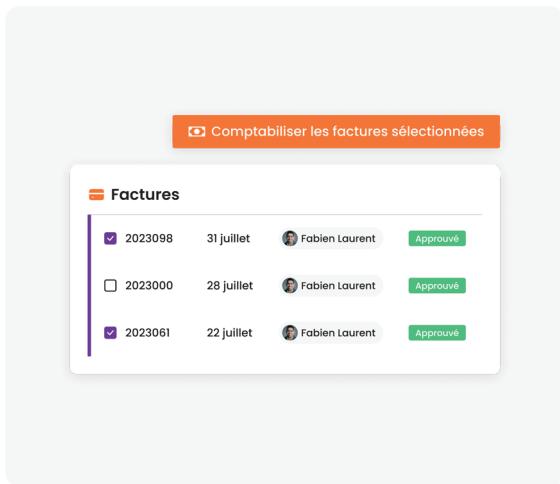 Comptabiliser les factures sélectionnées
Factures
2023098 31 juillet Fabien Laurent Approuvé
2023000 28 juillet Fabien Laurent Approuvé
2023061 22 juillet Fabien Laurent Approuvé